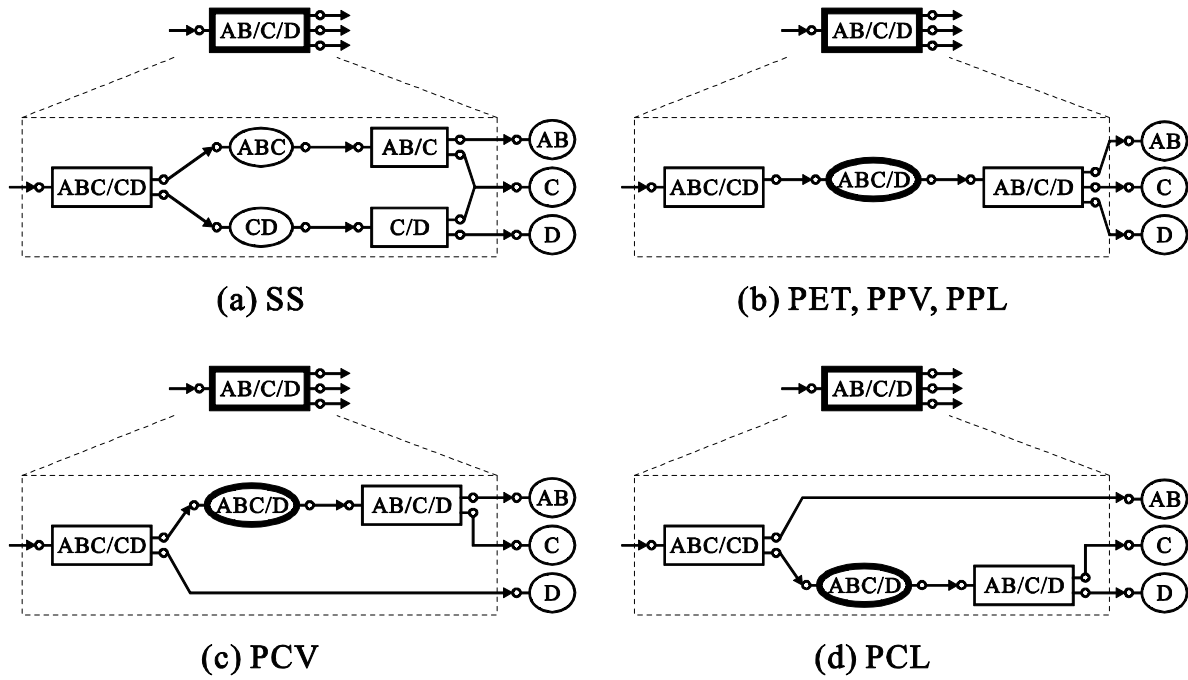 AB/C/D
ABC/CD
ABC
AB/C
AB
C
CD
C/D
D
(a) SS
AB/C/D
ABC/CD
ABC/D
AB/C/D
AB
C
D
(b) PET, PPV, PPL
AB/C/D
ABC/CD
ABC/D
AB/C/D
AB
C
D
(c) PCV
AB/C/D
ABC/CD
ABC/D
AB/C/D
AB
C
D
(d) PCL